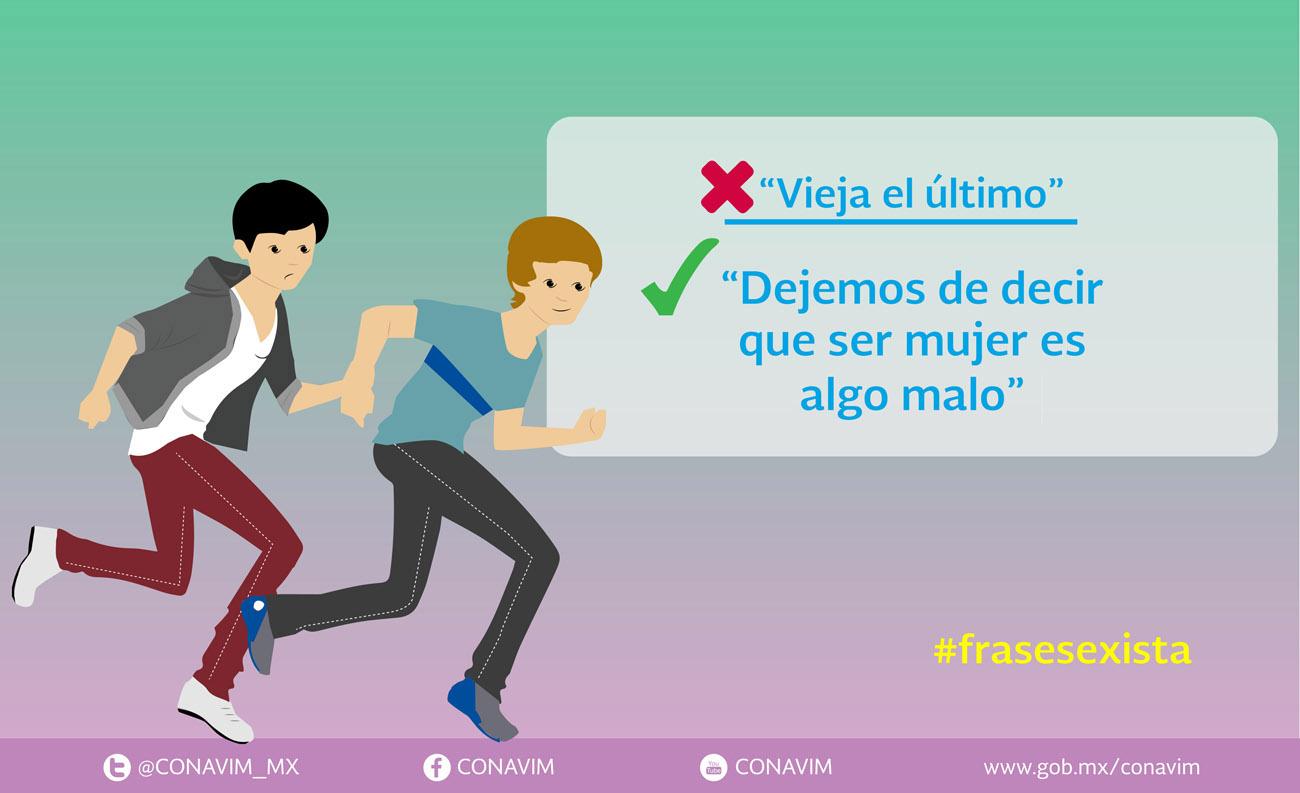 “Vieja el último”
“Dejemos de decir
que ser mujer es
algo malo”
#frasesexista
@CONAVIM_MX
CONAVIM
You
Tube
CONAVIM
www.gob.mx/conavim